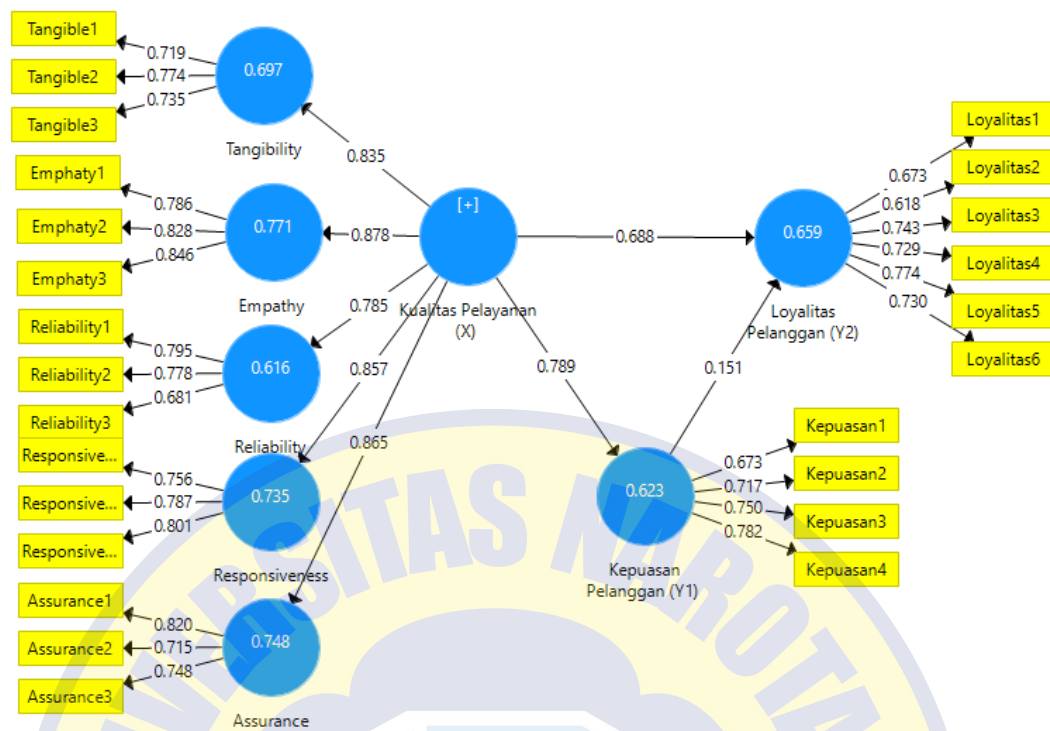 Tangible1
Tangible2
Tangible3
0.719
0.774
0.735
0.697
Tangibility
0.835
Emphaty1
Emphaty2
Emphaty3
0.786
0.828
0.846
0.771
Empathy
0.878
Reliability1
Reliability2
Reliability3
0.795
0.778
0.681
0.616
Reliability
0.785
Responsive...
Responsive...
Responsive...
0.756
0.787
0.801
0.735
Responsiveness
0.857
Assurance1
Assurance2
Assurance3
0.820
0.715
0.748
0.748
Assurance
0.865
[+]
Kualitas Pelayanan
(X)
0.688
0.789
0.151
0.659
Loyalitas
Pelanggan (Y2)
0.673
0.618
0.743
0.729
0.774
0.730
Loyalitas1
Loyalitas2
Loyalitas3
Loyalitas4
Loyalitas5
Loyalitas6
0.623
Kepuasan
Pelanggan (Y1)
0.673
0.717
0.750
0.782
Kepuasan1
Kepuasan2
Kepuasan3
Kepuasan4
VERSITAS NAROTA